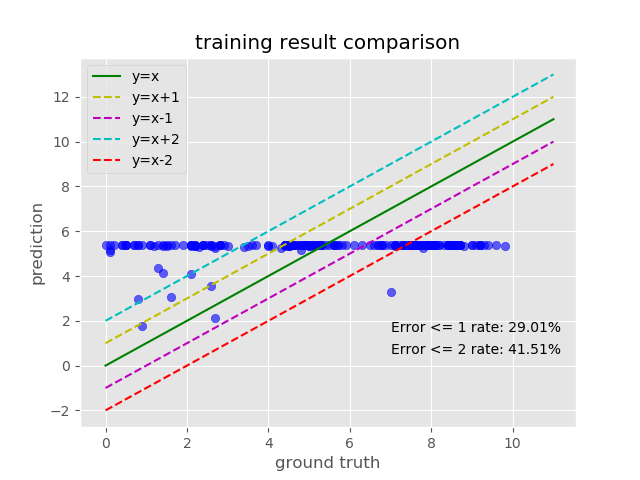 training result comparison
y=x
y=x+1
y=x-1
y=x+2
y=x-2
12
10
8
6
4
2
0
−2
prediction
Error <= 1 rate: 29.01%
Error <= 2 rate: 41.51%
0 2 4 6 8 10
ground truth